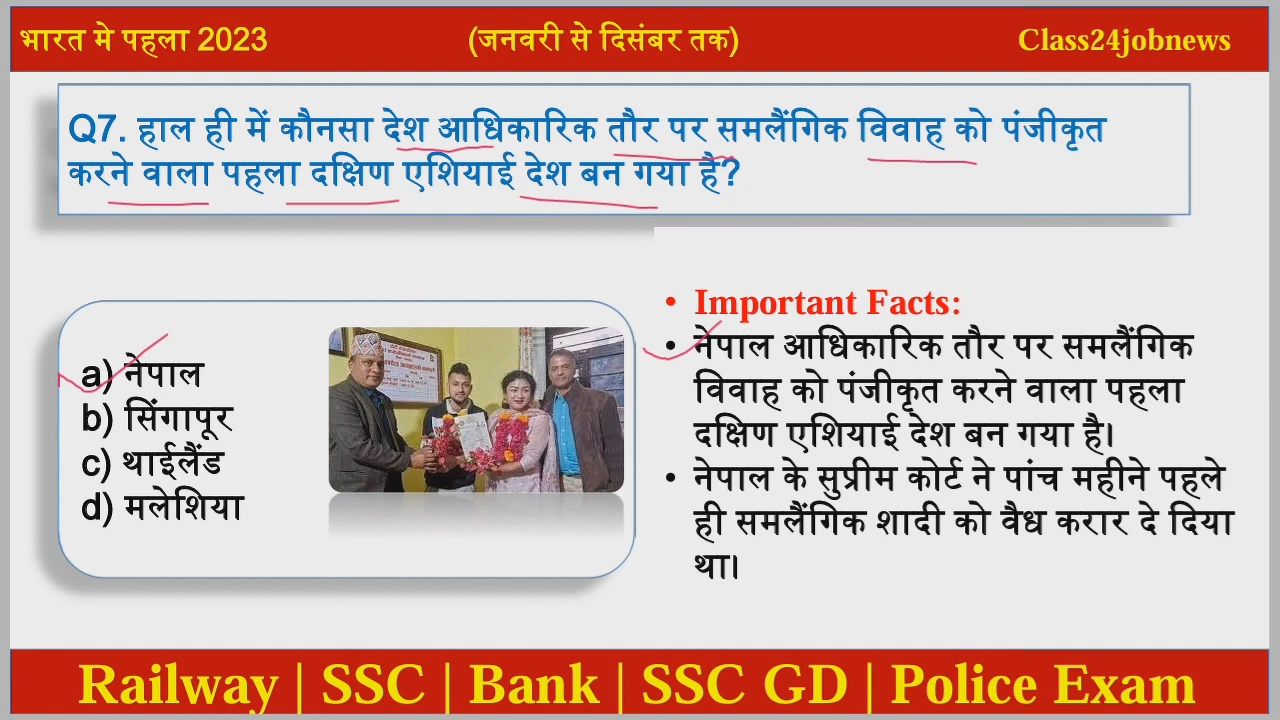 भारत मे पहला 2023 (जनवरी से दिसंबर तक) Class24jobnews
Q7. हाल ही में कौनसा देश आधिकारिक तौर पर समलैंगिक विवाह को पंजीकृत
करने वाला पहला दक्षिण एशियाई देश बन गया है?
a) नेपाल
b) सिंगापूर
c) थाईलैंड
d) मलेशिया
• Important Facts:
• नेपाल आधिकारिक तौर पर समलैंगिक
विवाह को पंजीकृत करने वाला पहला
दक्षिण एशियाई देश बन गया है।
• नेपाल के सुप्रीम कोर्ट ने पांच महीने पहले
ही समलैंगिक शादी को वैध करार दे दिया
था।
Railway | SSC | Bank | SSC GD | Police Exam